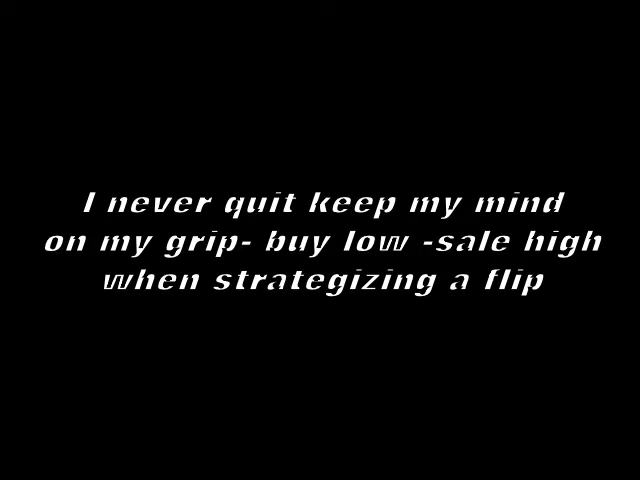 I never quit keep my mind
on my grip- buy low -sale high
when strategizing a flip